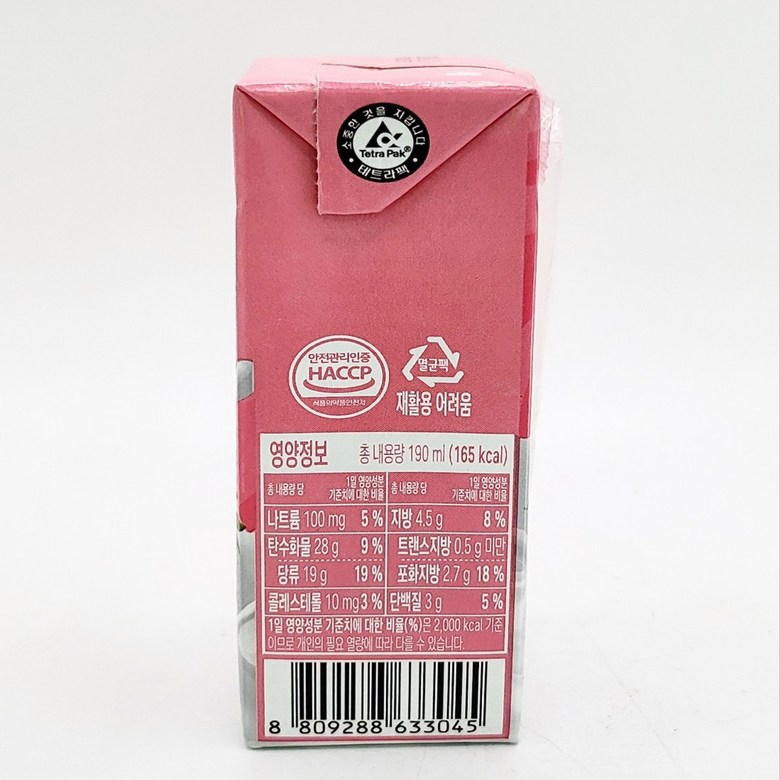 소중한 것을 지킵니다
Tetra Pak®
테트라팩
안전관리인증
HACCP
식품의약품안전처
멸균팩
재활용 어려움
영양정보 총 내용량 190 ml (165 kcal)
총 내용량 당 1일 영양성분 기준치에 대한 비율 총 내용량 당 1일 영양성분 기준치에 대한 비율
나트륨 100 mg 5 % 지방 4.5 g 8 %
탄수화물 28 g 9 % 트랜스지방 0.5 g 미만
당류 19 g 19 % 포화지방 2.7 g 18 %
콜레스테롤 10 mg 3 % 단백질 3 g 5 %
1일 영양성분 기준치에 대한 비율(%)은 2,000 kcal 기준
이므로 개인의 필요 열량에 따라 다를 수 있습니다.
8 809288 633045